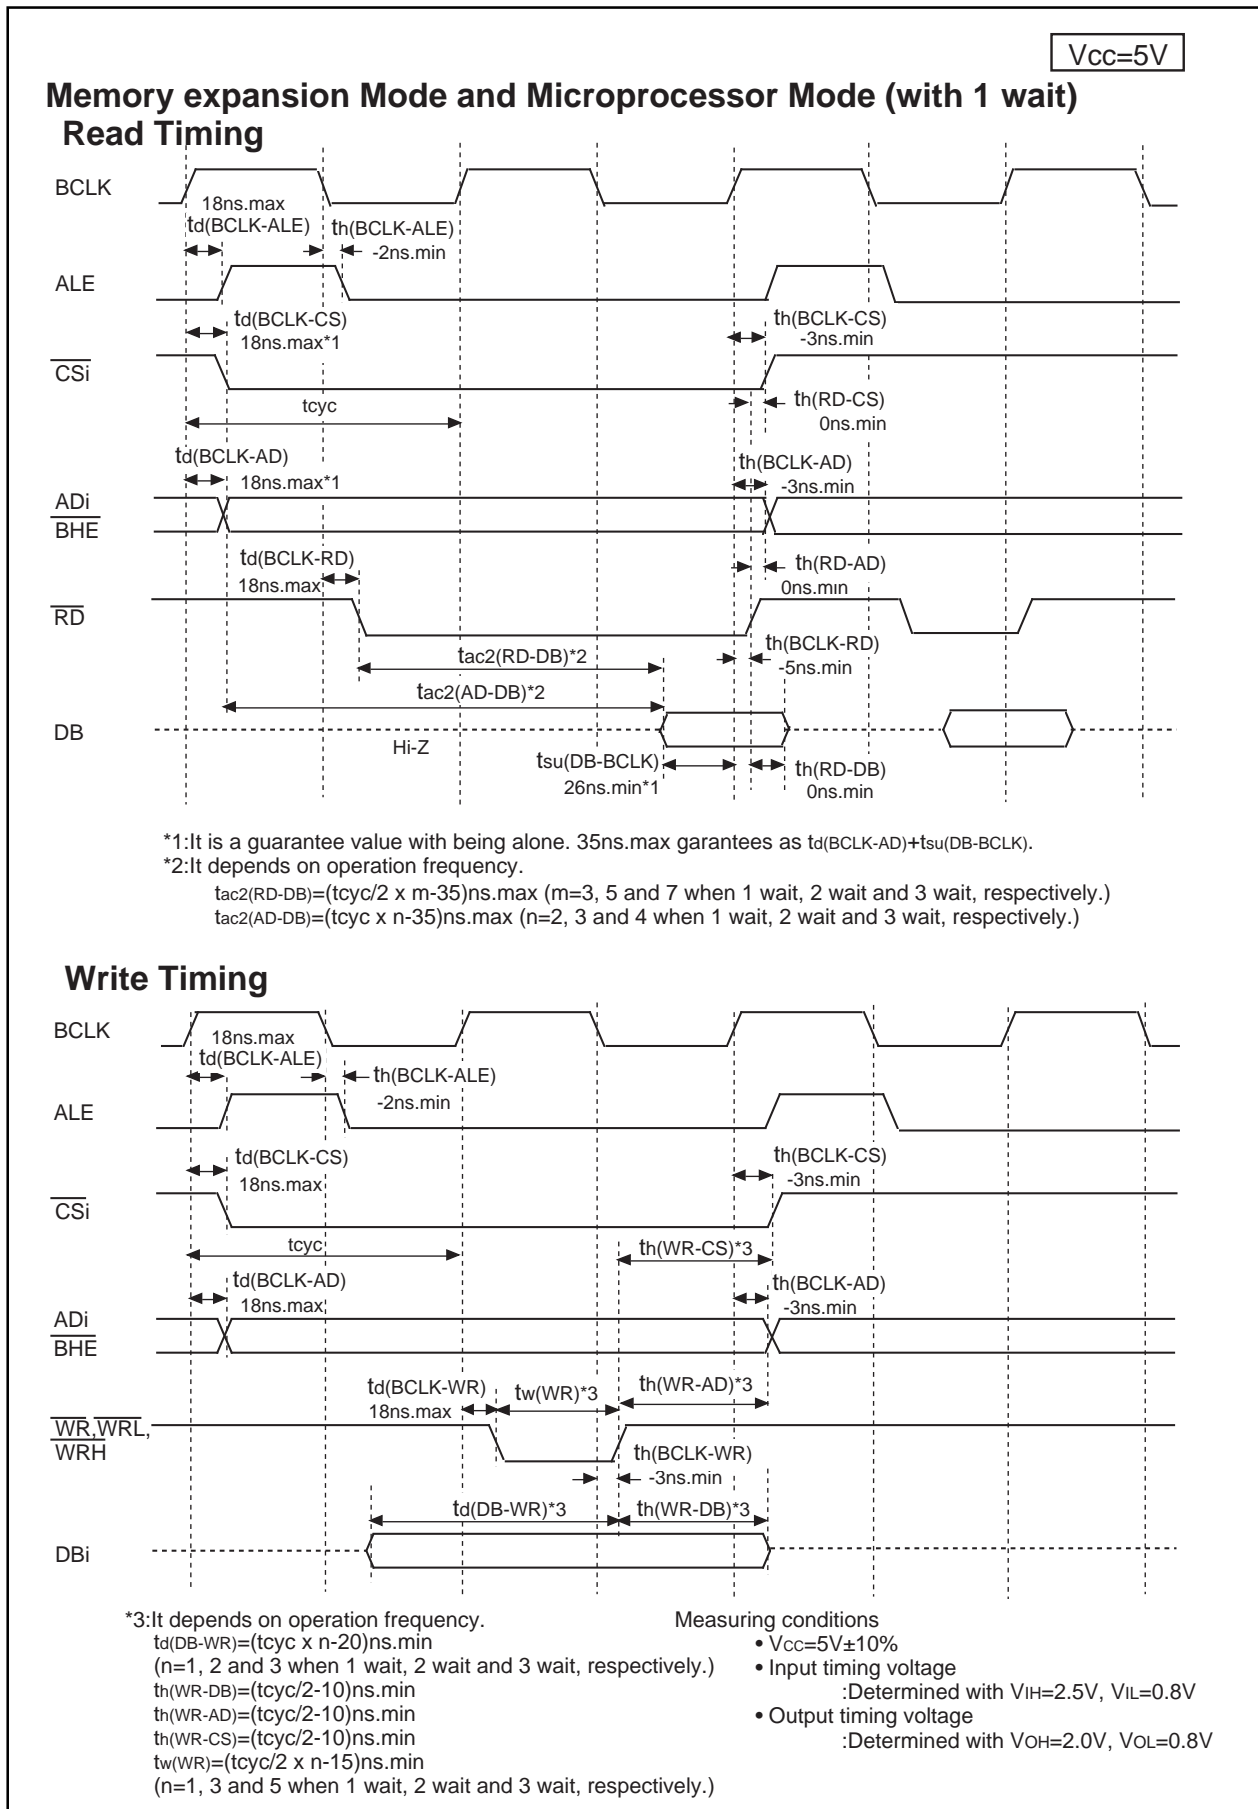 Vcc=5V
Memory expansion Mode and Microprocessor Mode (with 1 wait)
Read Timing
BCLK
18ns.max
td(BCLK-ALE)
th(BCLK-ALE)
-2ns.min
ALE
td(BCLK-CS)
18ns.max*1
th(BCLK-CS)
-3ns.min
CSi
tcyc
th(RD-CS)
0ns.min
td(BCLK-AD)
18ns.max*1
th(BCLK-AD)
-3ns.min
ADi
BHE
td(BCLK-RD)
18ns.max
th(RD-AD)
0ns.min
RD
th(BCLK-RD)
-5ns.min
tac2(RD-DB)*2
tac2(AD-DB)*2
DB
Hi-Z
tsu(DB-BCLK)
26ns.min*1
th(RD-DB)
0ns.min
*1:It is a guarantee value with being alone. 35ns.max garantees as td(BCLK-AD)+tsu(DB-BCLK).
*2:It depends on operation frequency.
tac2(RD-DB)=(tcyc/2 x m-35)ns.max (m=3, 5 and 7 when 1 wait, 2 wait and 3 wait, respectively.)
tac2(AD-DB)=(tcyc x n-35)ns.max (n=2, 3 and 4 when 1 wait, 2 wait and 3 wait, respectively.)
Write Timing
BCLK
18ns.max
td(BCLK-ALE)
th(BCLK-ALE)
-2ns.min
ALE
td(BCLK-CS)
18ns.max
th(BCLK-CS)
-3ns.min
CSi
tcyc
th(WR-CS)*3
td(BCLK-AD)
18ns.max
th(BCLK-AD)
-3ns.min
ADi
BHE
td(BCLK-WR)
18ns.max
tw(WR)*3
th(WR-AD)*3
WR,WRL,
WRH
th(BCLK-WR)
-3ns.min
td(DB-WR)*3
th(WR-DB)*3
DBi
*3:It depends on operation frequency.
td(DB-WR)=(tcyc x n-20)ns.min
(n=1, 2 and 3 when 1 wait, 2 wait and 3 wait, respectively.)
th(WR-DB)=(tcyc/2-10)ns.min
th(WR-AD)=(tcyc/2-10)ns.min
th(WR-CS)=(tcyc/2-10)ns.min
tw(WR)=(tcyc/2 x n-15)ns.min
(n=1, 3 and 5 when 1 wait, 2 wait and 3 wait, respectively.)
Measuring conditions
• VCC=5V±10%
• Input timing voltage
:Determined with VIH=2.5V, VIL=0.8V
• Output timing voltage
:Determined with VOH=2.0V, VOL=0.8V